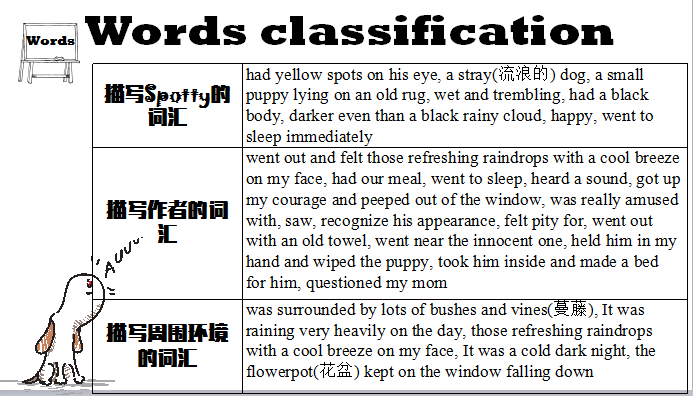 Words
Words classification
描写Spotty的
词汇
had yellow spots on his eye, a stray(流浪的) dog, a small
puppy lying on an old rug, wet and trembling, had a black
body, darker even than a black rainy cloud, happy, went to
sleep immediately
描写作者的词
汇
went out and felt those refreshing raindrops with a cool breeze
on my face, had our meal, went to sleep, heard a sound, got up
my courage and peeped out of the window, was really amused
with, saw, recognize his appearance, felt pity for, went out
with an old towel, went near the innocent one, held him in my
hand and wiped the puppy, took him inside and made a bed
for him, questioned my mom
AUUU..
描写周围环境
的词汇
was surrounded by lots of bushes and vines(蔓藤), It was
raining very heavily on the day, those refreshing raindrops
with a cool breeze on my face, It was a cold dark night, the
flowerpot(花盆) kept on the window falling down